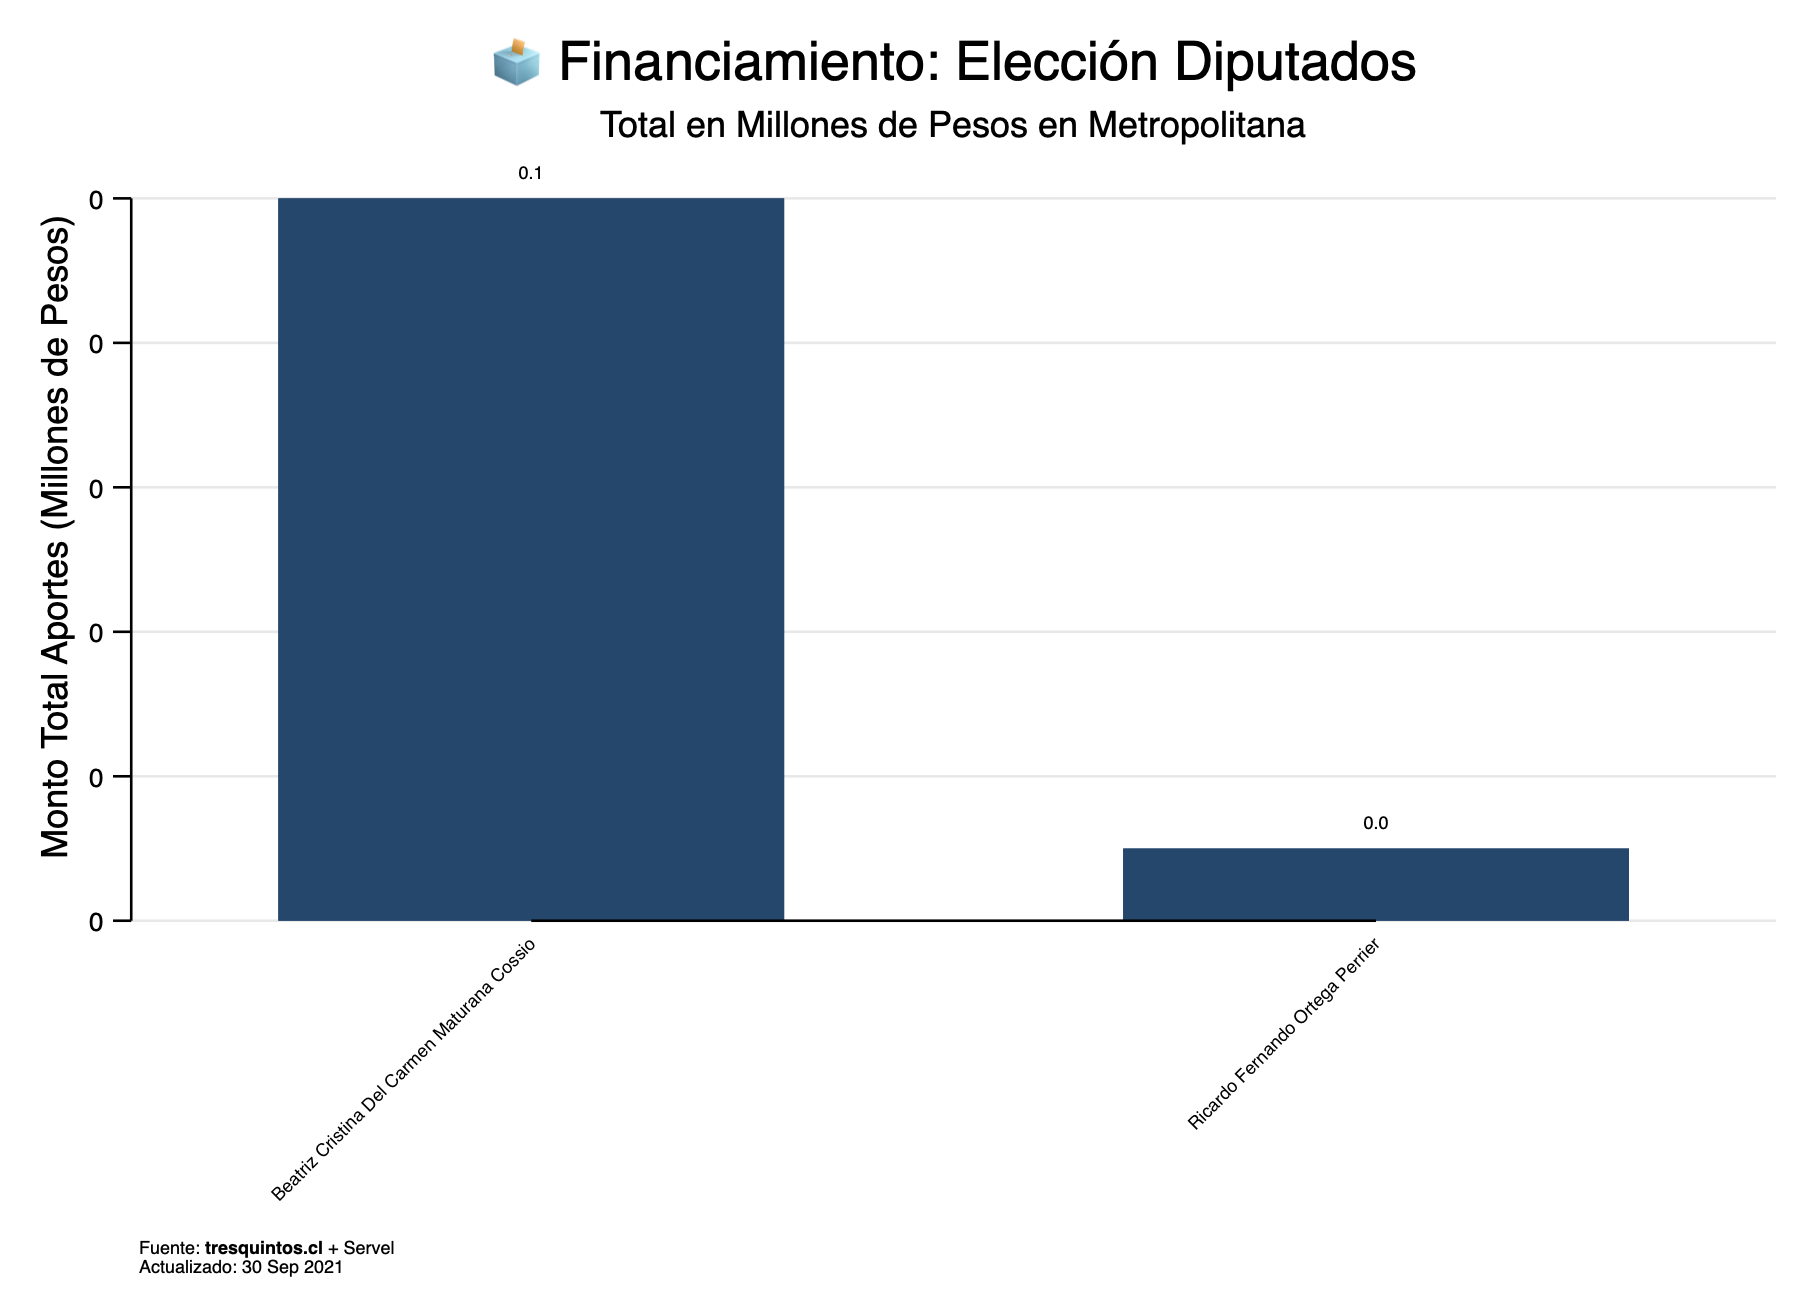 Financiamiento: Elección Diputados
Total en Millones de Pesos en Metropolitana
Monto Total Aportes (Millones de Pesos)
0
0
0
0
0
0
0.1
0.0
Beatriz Cristina Del Carmen Maturana Cossio
Ricardo Fernando Ortega Perrier
Fuente: tresquintos.cl + Servel
Actualizado: 30 Sep 2021